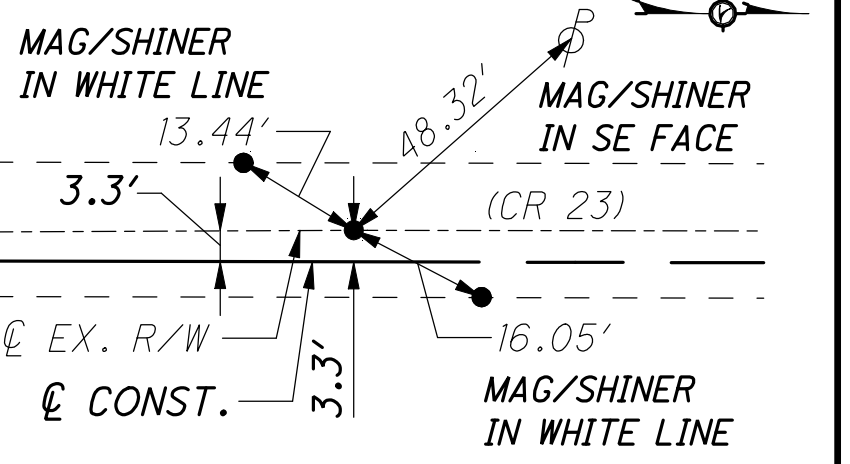 MAG/SHINER
IN WHITE LINE
P
MAG/SHINER
IN SE FACE
13.44'
48.32'
3.3'
(CR 23)
℄ EX. R/W
16.05'
3.3'
℄ CONST.
MAG/SHINER
IN WHITE LINE